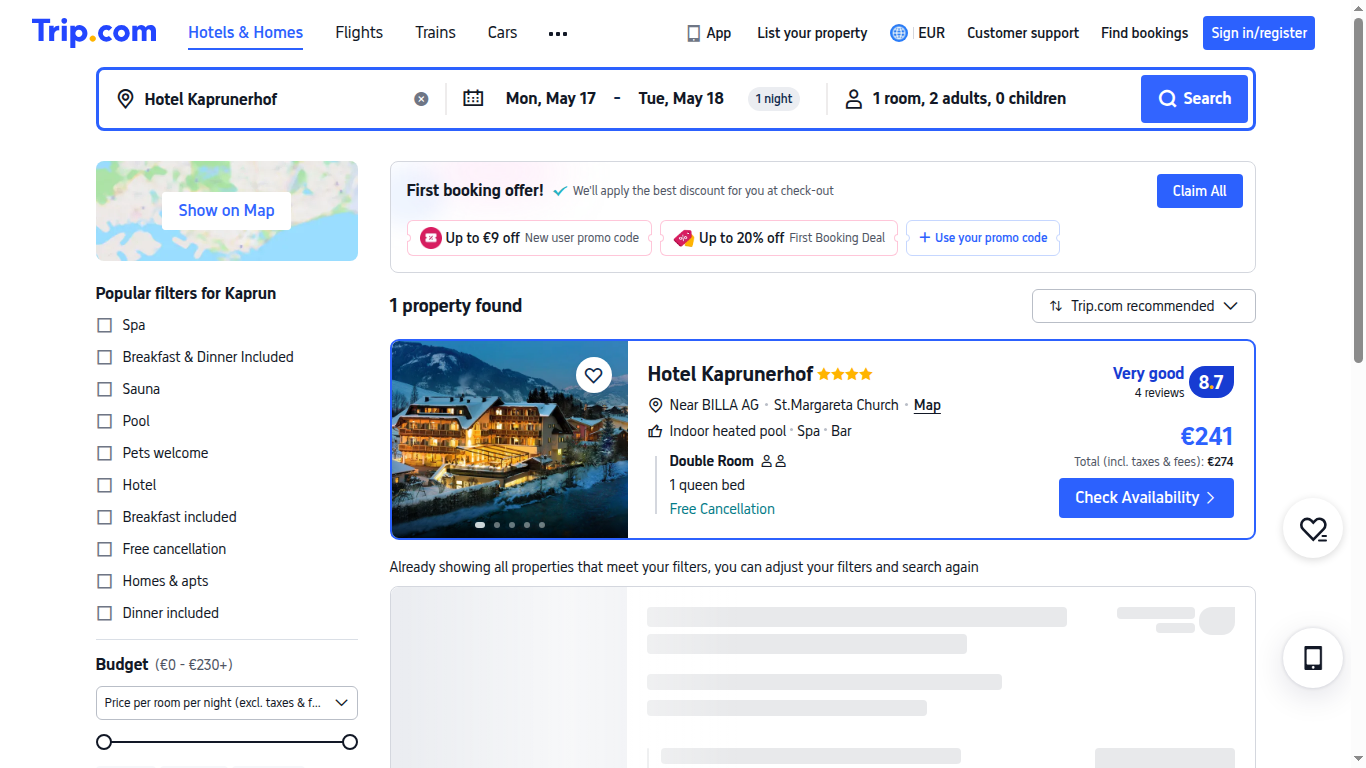 Trip.com
Hotels & Homes
Flights
Trains
Cars
App
List your property
EUR
Customer support
Find bookings
Sign in/register
Hotel Kaprunerhof
Mon, May 17 - Tue, May 18
1 night
1 room, 2 adults, 0 children
Search
Show on Map
Popular filters for Kaprun
Spa
Breakfast & Dinner Included
Sauna
Pool
Pets welcome
Hotel
Breakfast included
Free cancellation
Homes & apts
Dinner included
Budget (€0 - €230+)
Price per room per night (excl. taxes & f...
First booking offer!
We'll apply the best discount for you at check-out
Claim All
Up to €9 off New user promo code
Up to 20% off First Booking Deal
+ Use your promo code
1 property found
Trip.com recommended
Hotel Kaprunerhof
Very good
4 reviews
8.7
Near BILLA AG · St.Margareta Church · Map
Indoor heated pool · Spa · Bar
Double Room
1 queen bed
Free Cancellation
€241
Total (incl. taxes & fees): €274
Check Availability
Already showing all properties that meet your filters, you can adjust your filters and search again